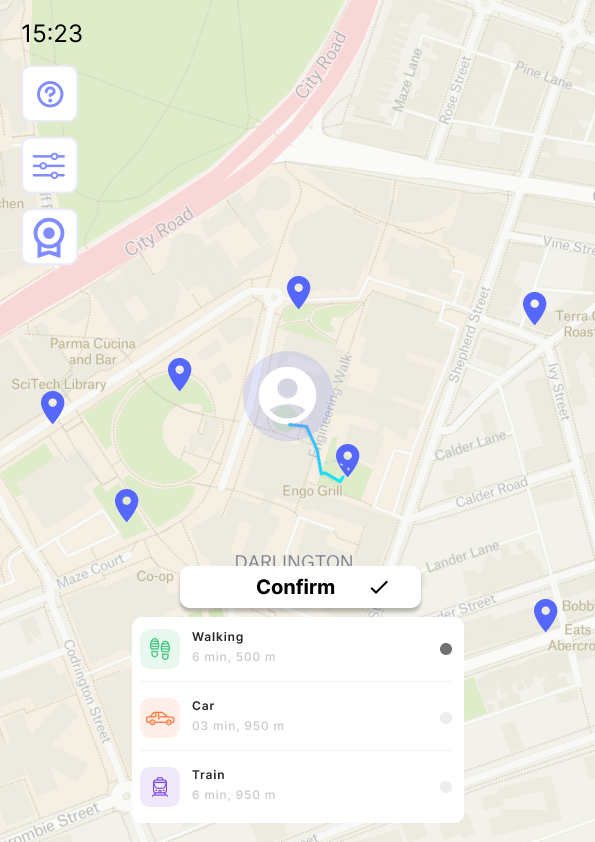 15:23
City Road
Maze Lane
Rose Street
Pine Lane
City Road
Vine
Shepherd Street
Parma Cucina
and Bar
Terra
Roast
SciTech Library
Engineering Walk
Ivy Street
Calder Lane
Engo Grill
Calder Road
DARLINGTON
Lander Lane
Maze Court
Co-op
Confirm
der Street
Bobb
Eats
Abercro
Codrington Street
Walking
6 min, 500 m
Car
03 min, 950 m
Train
6 min, 950 m
crombie Street